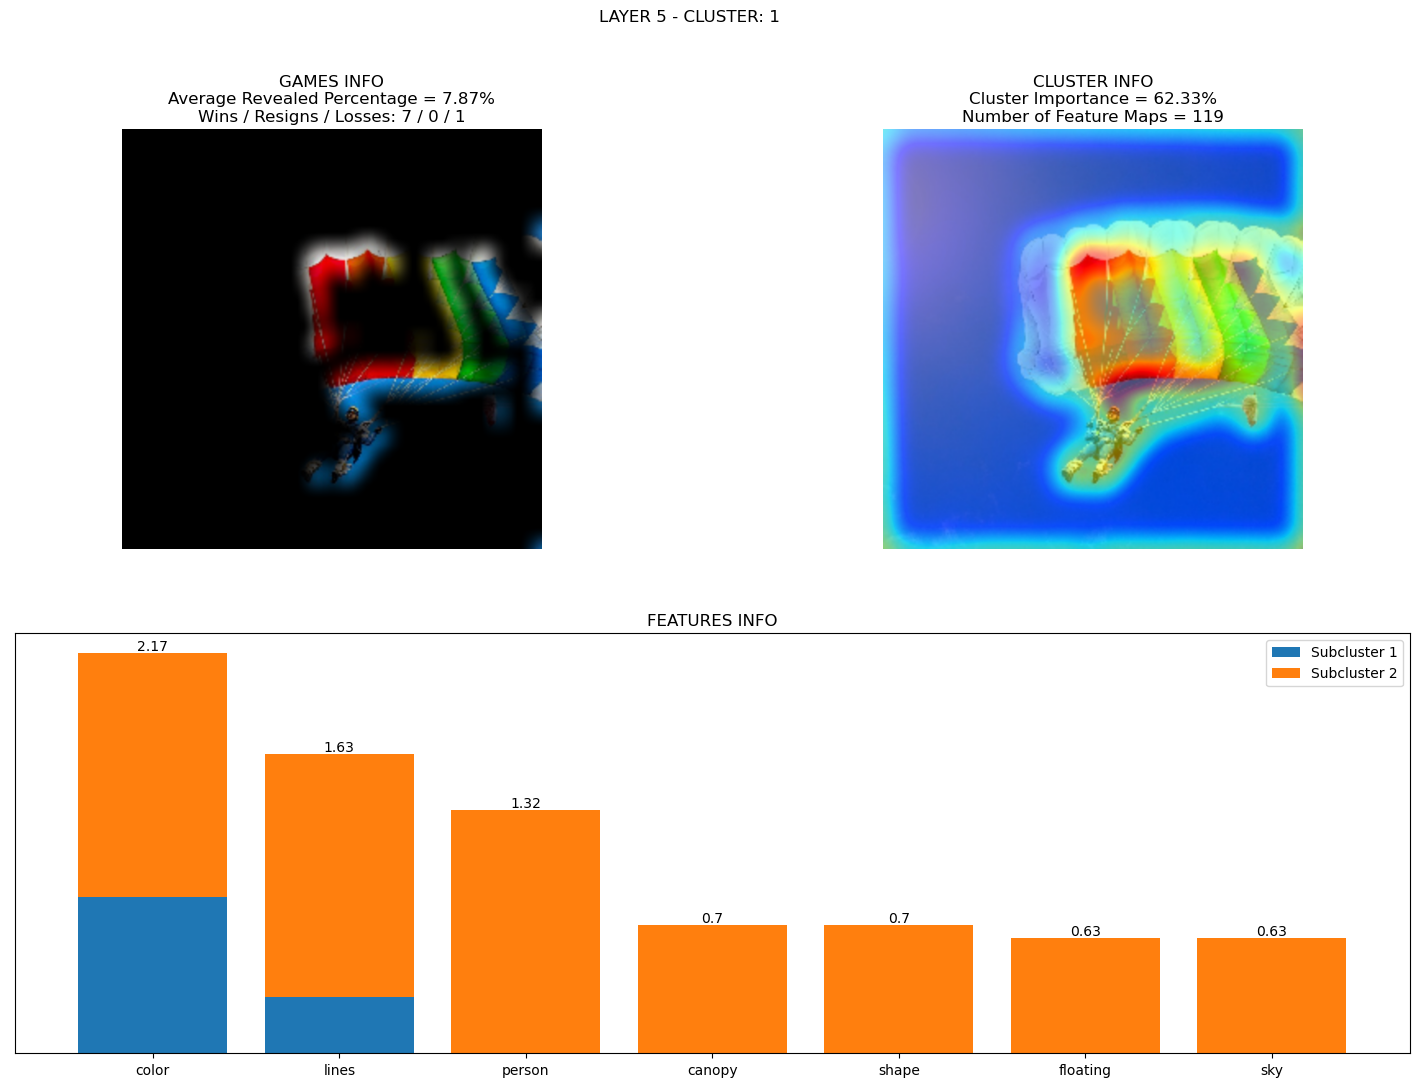 LAYER 5 - CLUSTER: 1
GAMES INFO
Average Revealed Percentage = 7.87%
Wins / Resigns / Losses: 7 / 0 / 1
CLUSTER INFO
Cluster Importance = 62.33%
Number of Feature Maps = 119
FEATURES INFO
Subcluster 1
Subcluster 2
2.17
1.63
1.32
0.7
0.7
0.63
0.63
color
lines
person
canopy
shape
floating
sky